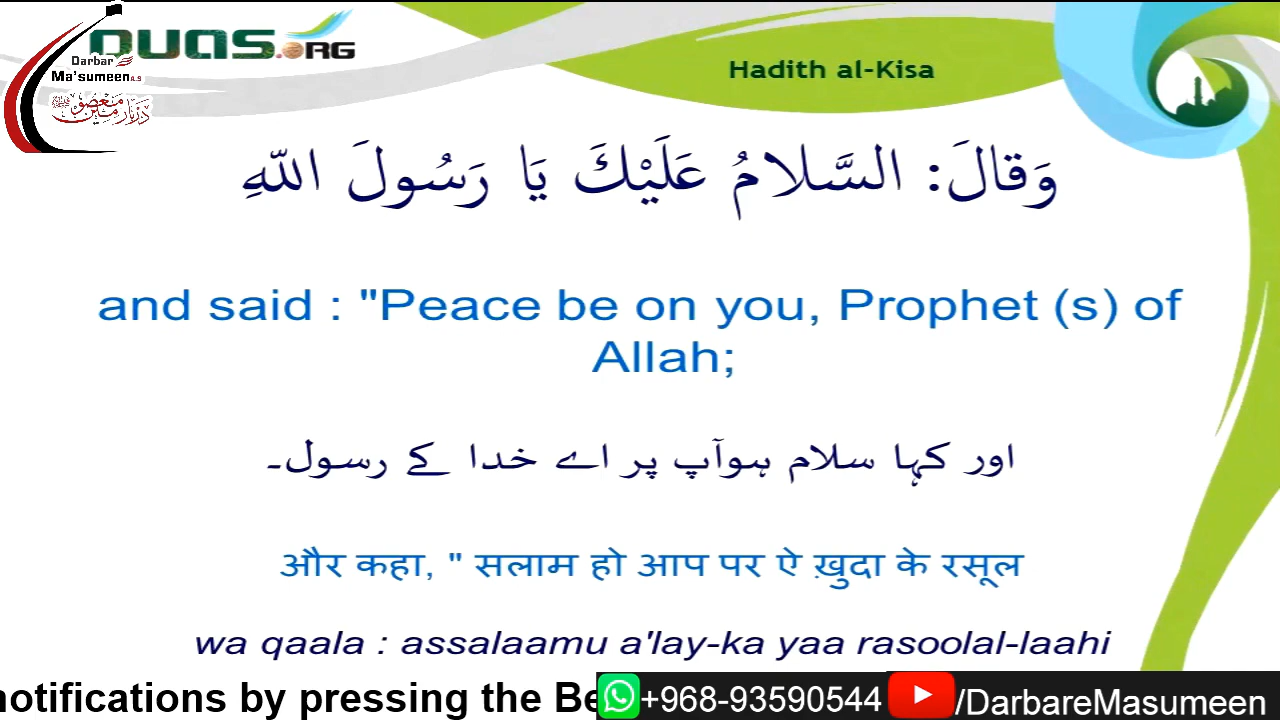 DUAS.ORG
Darbar
Ma'sumeen A.S
Hadith al-Kisa
وَقالَ: السَّلامُ عَلَيْكَ يَا رَسُولَ اللّهِ
and said : "Peace be on you, Prophet (s) of
Allah;
اور کہا سلام ہوآپ پر اے خدا کے رسول۔
और कहा, " सलाम हो आप पर ऐ ख़ुदा के रसूल
wa qaala : assalaamu a'lay-ka yaa rasoolal-laahi
notifications by pressing the Be
+968-93590544
/DarbareMasumeen